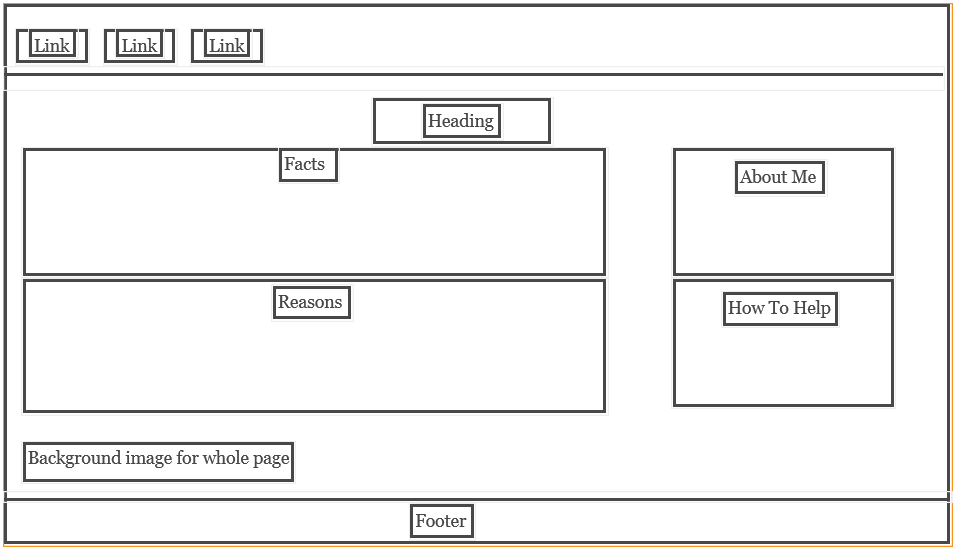 Link
Link
Link
Heading
Facts
About Me
Reasons
How To Help
Background image for whole page
Footer